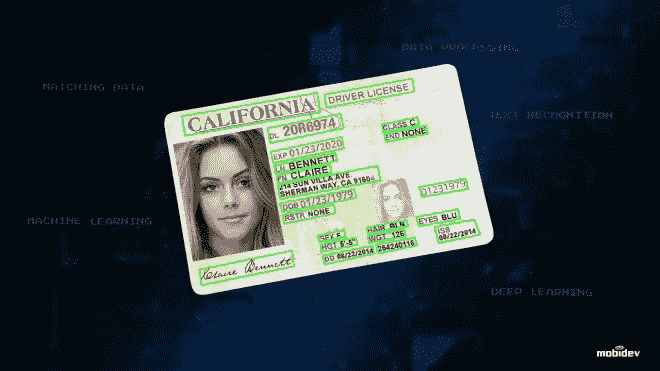 DATA PROCESSING
MATCHING DATA
TEXT RECOGNITION
MACHINE LEARNING
DEEP LEARNING
CALIFORNIA DRIVER LICENSE
DL 20R6974 CLASS C
EXP 01/23/2020 END NONE
LN BENNETT
FN CLAIRE
214 SUN VILLA AVE
SHERMAN WAY, CA 91604
DOB 01/23/1979
RSTR NONE
01231979
SEX F HAIR BLN EYES BLU
HGT 5'-5" WGT 125 ISS
DD 08/22/2014 264240116 08/22/2014
Claire Bennett
mobidev